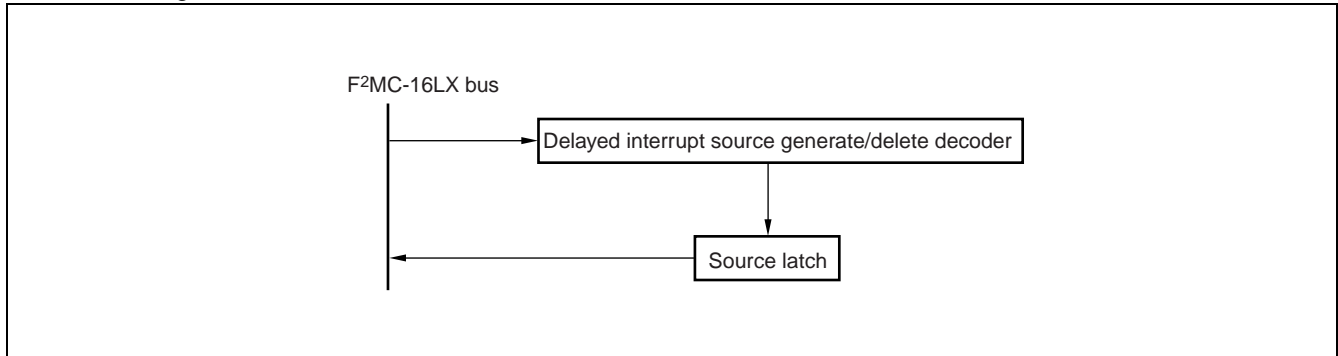 F2MC-16LX bus
Delayed interrupt source generate/delete decoder
Source latch